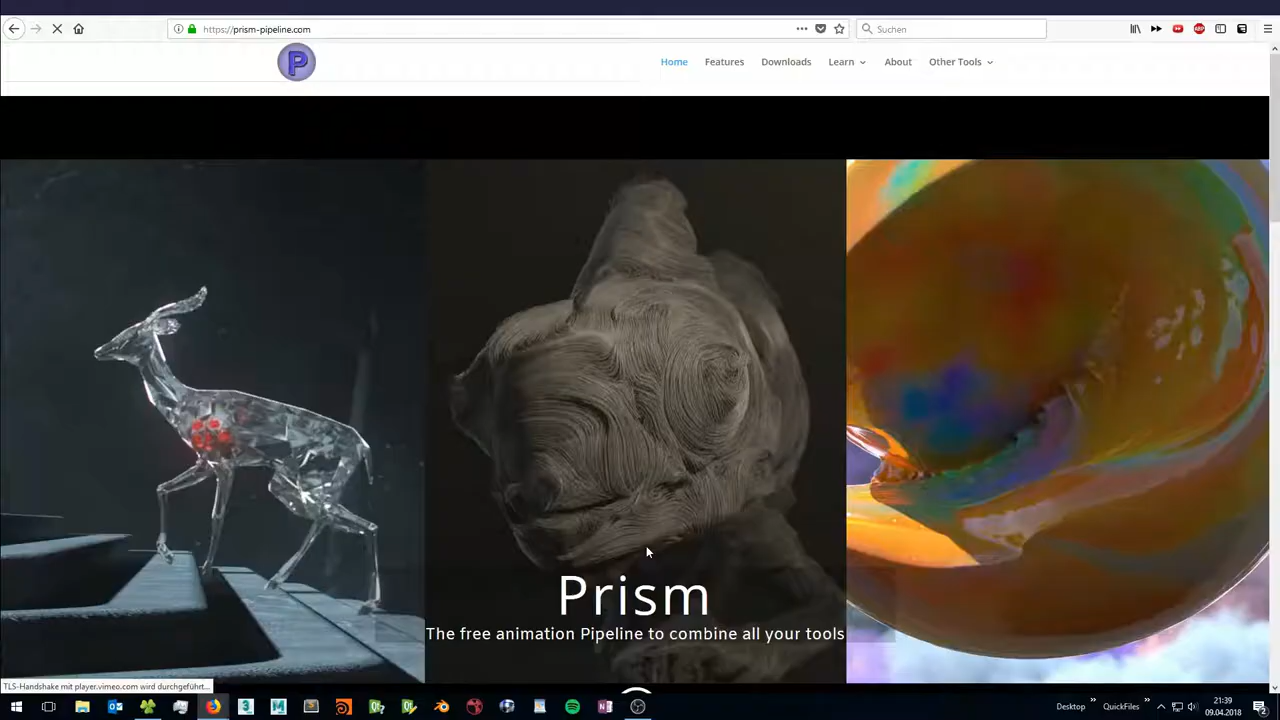 https://prism-pipeline.com
Suchen
P
Home Features Downloads Learn About Other Tools
Prism
The free animation Pipeline to combine all your tools
TLS-Handshake mit player.vimeo.com wird durchgeführt...
Desktop QuickFiles
21:39
09.04.2018